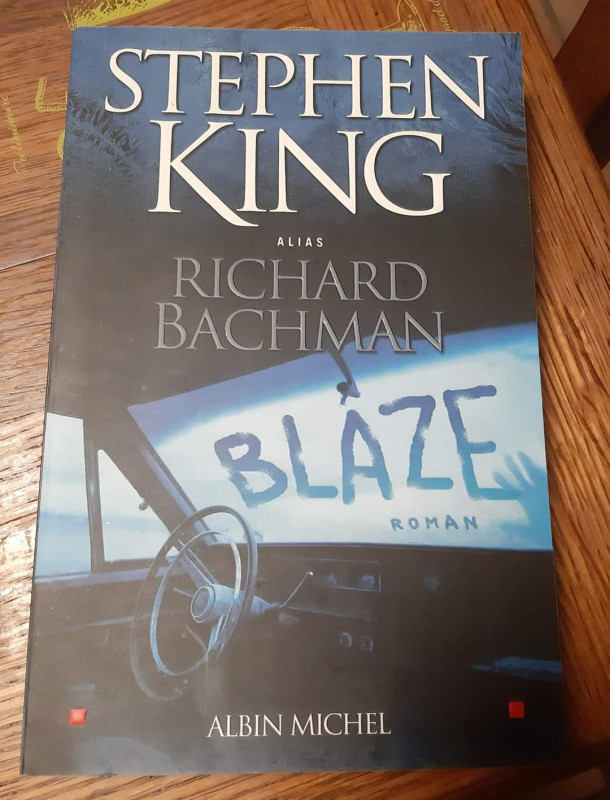 STEPHEN
KING
ALIAS
RICHARD
BACHMAN
BLAZE
ROMAN
ALBIN MICHEL